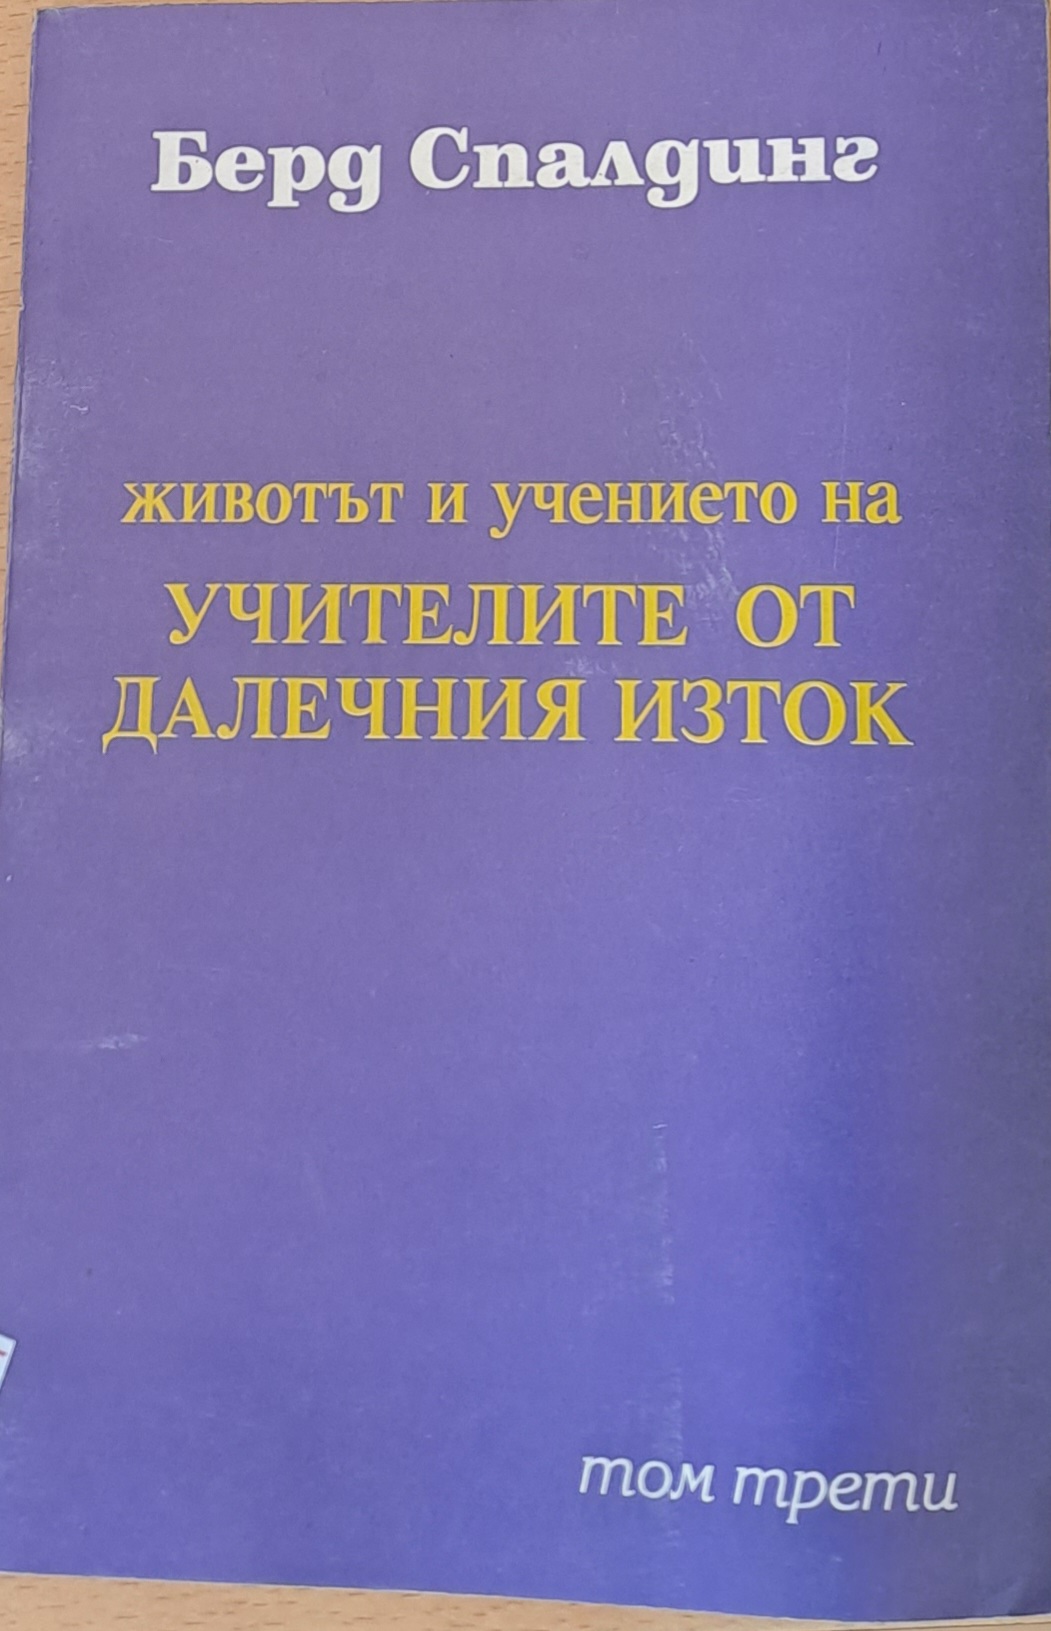 Берд Спалдинг
животът и учението на
УЧИТЕЛИТЕ ОТ
ДАЛЕЧНИЯ ИЗТОК
том трети